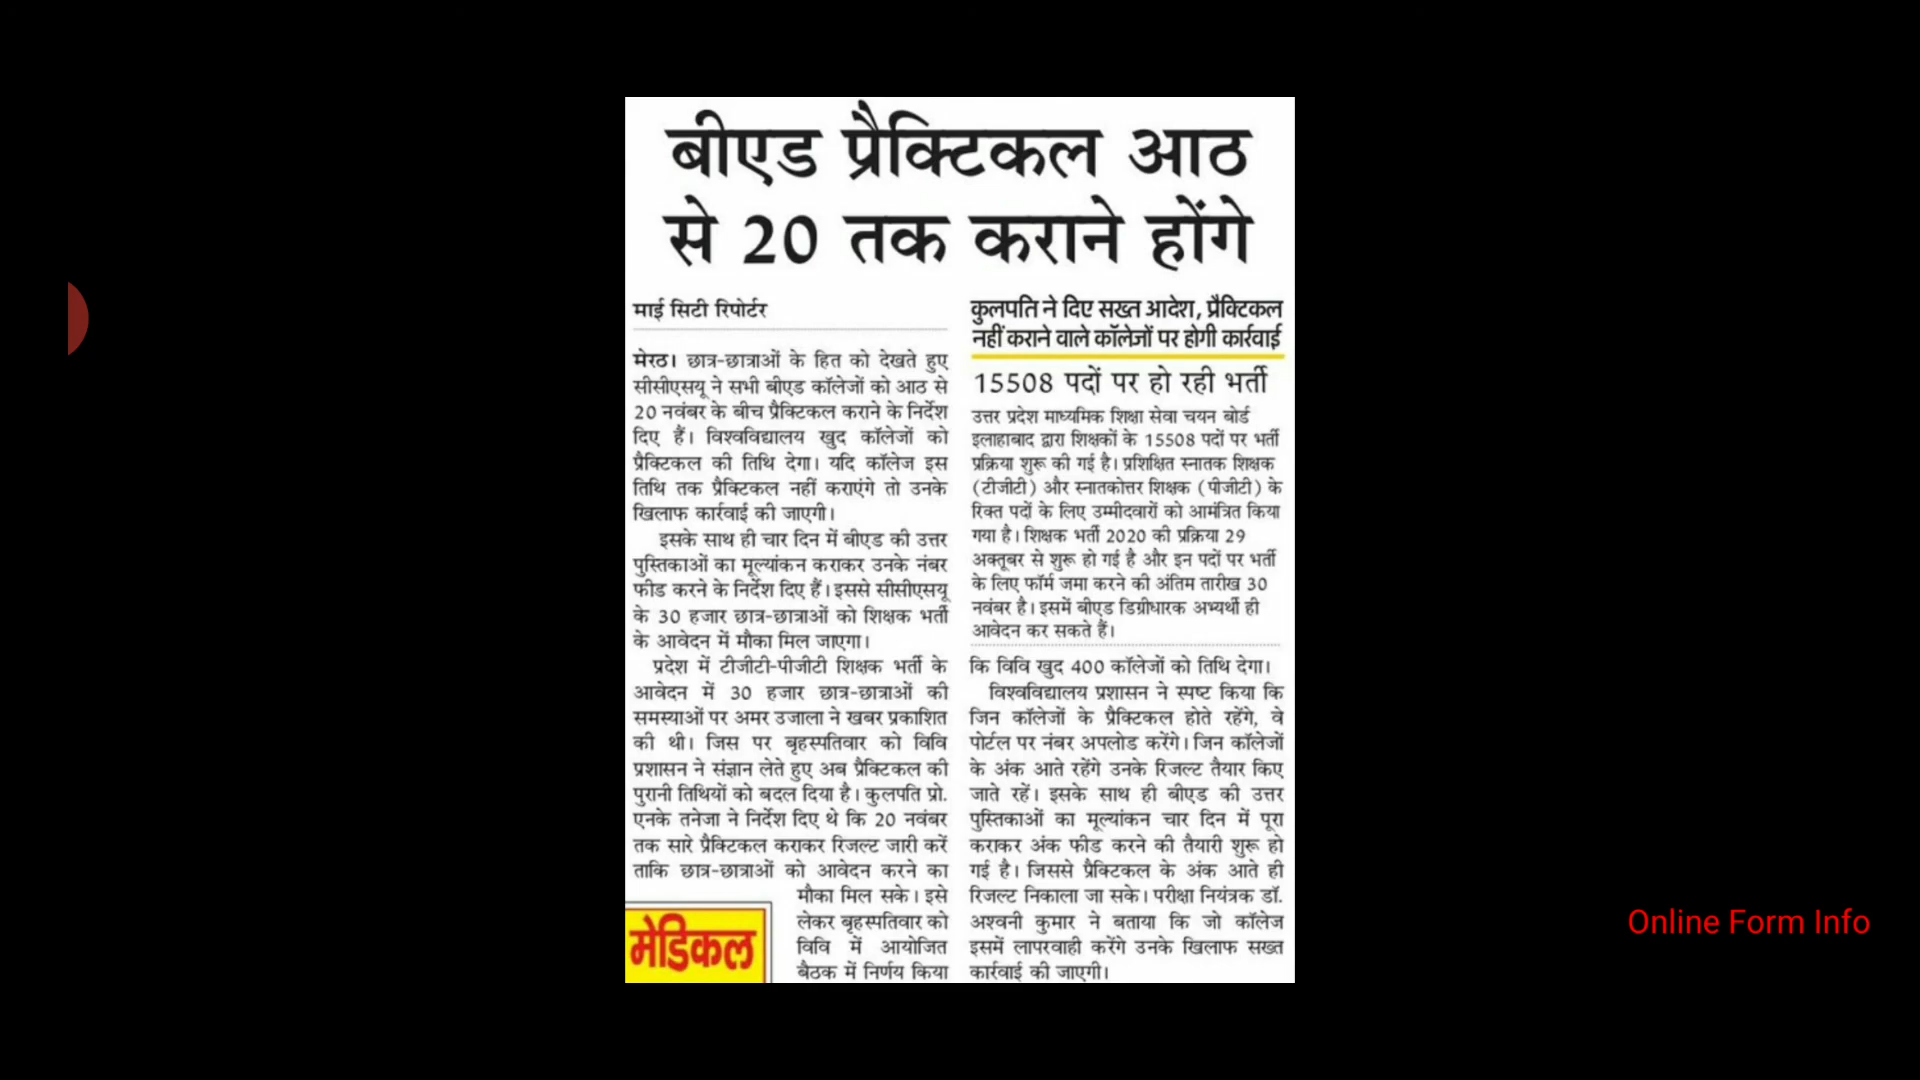 बीएड प्रैक्टिकल आठ
से 20 तक कराने होंगे
माई सिटी रिपोर्टर
मेरठ। छात्र-छात्राओं के हित को देखते हुए
सीसीएसयू ने सभी बीएड कॉलेजों को आठ से
20 नवंबर के बीच प्रैक्टिकल कराने के निर्देश
दिए हैं। विश्वविद्यालय खुद कॉलेजों को
प्रैक्टिकल की तिथि देगा। यदि कॉलेज इस
तिथि तक प्रैक्टिकल नहीं कराएंगे तो उनके
खिलाफ कार्रवाई की जाएगी।
इसके साथ ही चार दिन में बीएड की उत्तर
पुस्तिकाओं का मूल्यांकन कराकर उनके नंबर
फीड करने के निर्देश दिए हैं। इससे सीसीएसयू
के 30 हजार छात्र-छात्राओं को शिक्षक भर्ती
के आवेदन में मौका मिल जाएगा।
प्रदेश में टीजीटी-पीजीटी शिक्षक भर्ती के
आवेदन में 30 हजार छात्र-छात्राओं की
समस्याओं पर अमर उजाला ने खबर प्रकाशित
की थी। जिस पर बृहस्पतिवार को विवि
प्रशासन ने संज्ञान लेते हुए अब प्रैक्टिकल की
पुरानी तिथियों को बदल दिया है। कुलपति प्रो.
एनके तनेजा ने निर्देश दिए थे कि 20 नवंबर
तक सारे प्रैक्टिकल कराकर रिजल्ट जारी करें
ताकि छात्र-छात्राओं को आवेदन करने का
मौका मिल सके। इसे
लेकर बृहस्पतिवार को
विवि में आयोजित
बैठक में निर्णय किया
मेडिकल
कुलपति ने दिए सख्त आदेश, प्रैक्टिकल
नहीं कराने वाले कॉलेजों पर होगी कार्रवाई
15508 पदों पर हो रही भर्ती
उत्तर प्रदेश माध्यमिक शिक्षा सेवा चयन बोर्ड
इलाहाबाद द्वारा शिक्षकों के 15508 पदों पर भर्ती
प्रक्रिया शुरू की गई है। प्रशिक्षित स्नातक शिक्षक
(टीजीटी) और स्नातकोत्तर शिक्षक (पीजीटी) के
रिक्त पदों के लिए उम्मीदवारों को आमंत्रित किया
गया है। शिक्षक भर्ती 2020 की प्रक्रिया 29
अक्तूबर से शुरू हो गई है और इन पदों पर भर्ती
के लिए फॉर्म जमा करने की अंतिम तारीख 30
नवंबर है। इसमें बीएड डिग्रीधारक अभ्यर्थी ही
आवेदन कर सकते हैं।
कि विवि खुद 400 कॉलेजों को तिथि देगा।
विश्वविद्यालय प्रशासन ने स्पष्ट किया कि
जिन कॉलेजों के प्रैक्टिकल होते रहेंगे, वे
पोर्टल पर नंबर अपलोड करेंगे। जिन कॉलेजों
के अंक आते रहेंगे उनके रिजल्ट तैयार किए
जाते रहें। इसके साथ ही बीएड की उत्तर
पुस्तिकाओं का मूल्यांकन चार दिन में पूरा
कराकर अंक फीड करने की तैयारी शुरू हो
गई है। जिससे प्रैक्टिकल के अंक आते ही
रिजल्ट निकाला जा सके। परीक्षा नियंत्रक डॉ.
अश्वनी कुमार ने बताया कि जो कॉलेज
इसमें लापरवाही करेंगे उनके खिलाफ सख्त
कार्रवाई की जाएगी।
Online Form Info